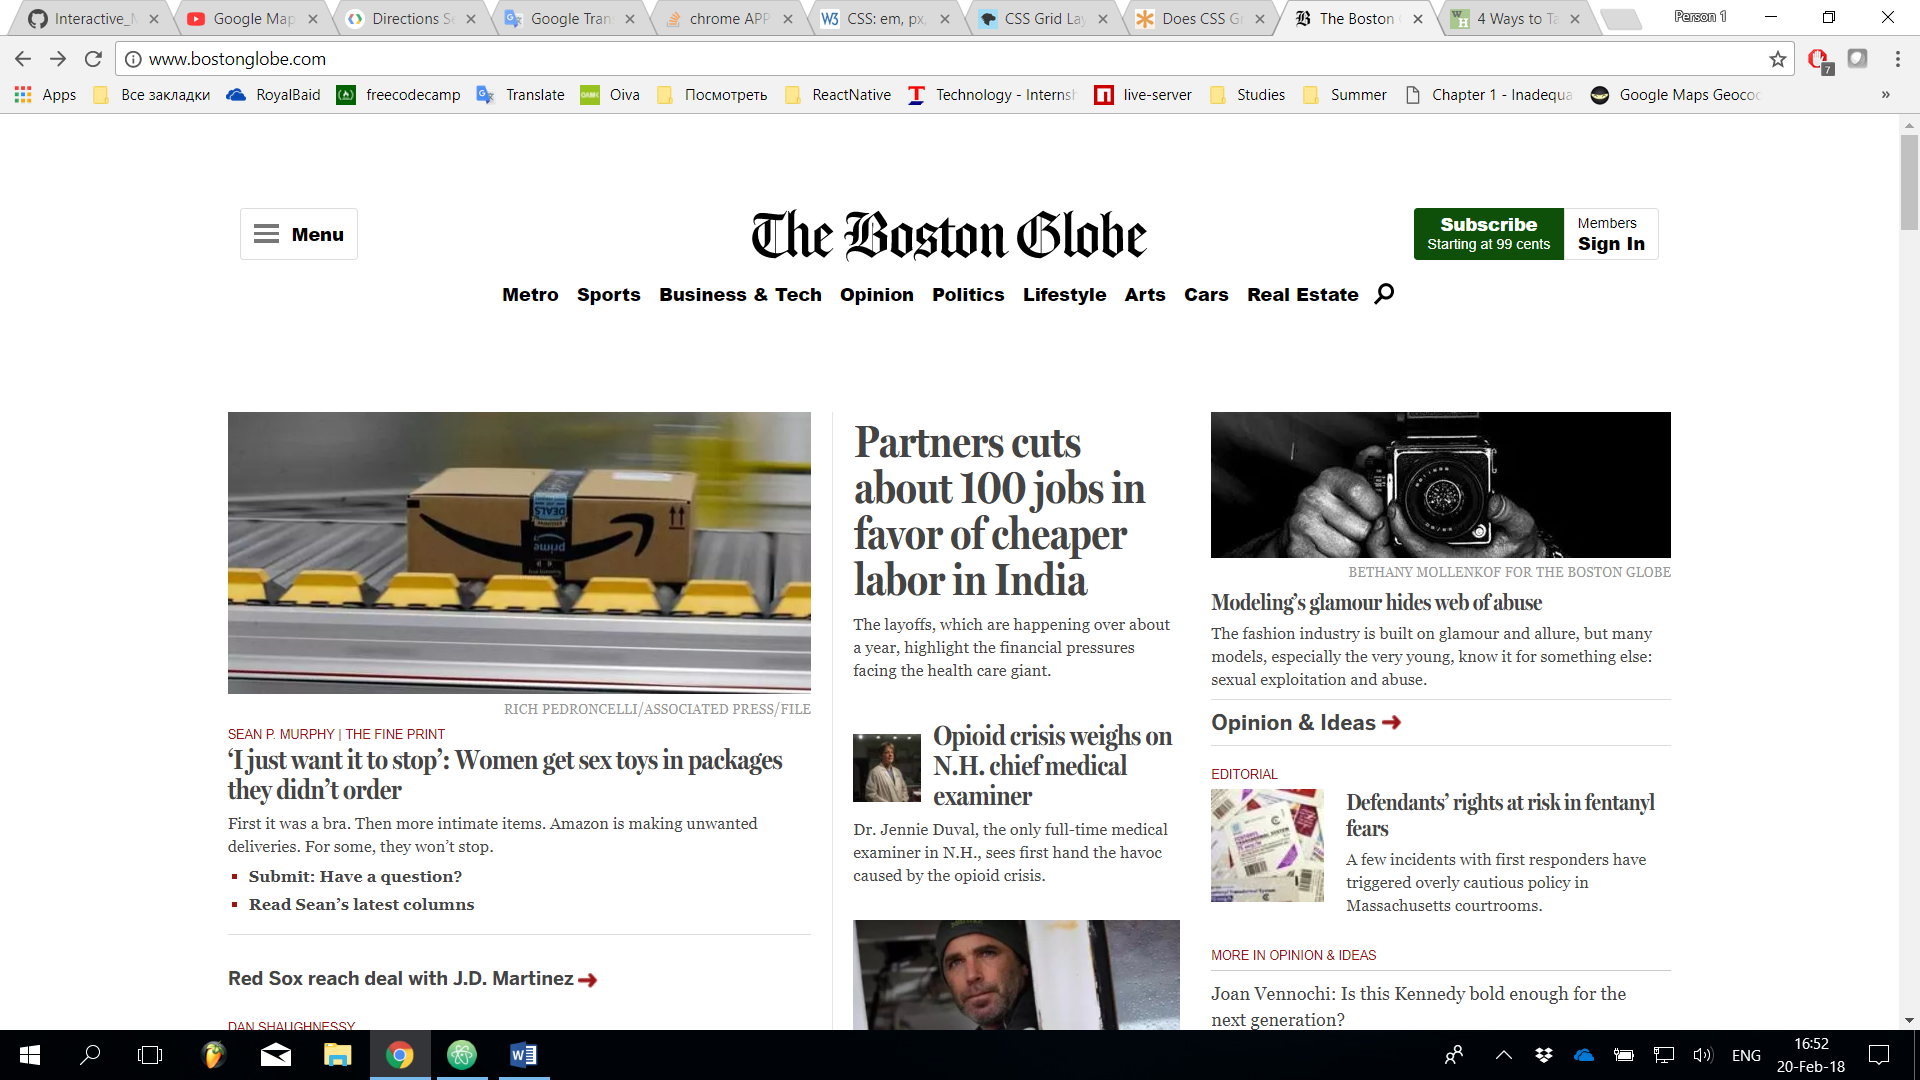 Interactive_M
Google Map
Directions Se
Google Tran
chrome APP
CSS: em, px,
CSS Grid Lay
Does CSS Gr
The Boston G
4 Ways to Ta
Person 1
www.bostonglobe.com
7
Apps
Все закладки
RoyalBaid
freecodecamp
Translate
Oiva
Посмотреть
ReactNative
Technology - Internsh
live-server
Studies
Summer
Chapter 1 - Inadequa
Google Maps Geocod
»
Menu
The Boston Globe
Subscribe
Starting at 99 cents
Members
Sign In
Metro Sports Business & Tech Opinion Politics Lifestyle Arts Cars Real Estate
DEALS
prime
RICH PEDRONCELLI/ASSOCIATED PRESS/FILE
SEAN P. MURPHY | THE FINE PRINT
‘I just want it to stop’: Women get sex toys in packages
they didn’t order
First it was a bra. Then more intimate items. Amazon is making unwanted
deliveries. For some, they won’t stop.
Submit: Have a question?
Read Sean’s latest columns
Red Sox reach deal with J.D. Martinez
DAN SHAUGHNESSY
Partners cuts
about 100 jobs in
favor of cheaper
labor in India
The layoffs, which are happening over about
a year, highlight the financial pressures
facing the health care giant.
Opioid crisis weighs on
N.H. chief medical
examiner
Dr. Jennie Duval, the only full-time medical
examiner in N.H., sees first hand the havoc
caused by the opioid crisis.
BETHANY MOLLENKOF FOR THE BOSTON GLOBE
Modeling’s glamour hides web of abuse
The fashion industry is built on glamour and allure, but many
models, especially the very young, know it for something else:
sexual exploitation and abuse.
Opinion & Ideas
EDITORIAL
Defendants’ rights at risk in fentanyl
fears
A few incidents with first responders have
triggered overly cautious policy in
Massachusetts courtrooms.
MORE IN OPINION & IDEAS
Joan Vennochi: Is this Kennedy bold enough for the
next generation?
ENG
16:52
20-Feb-18